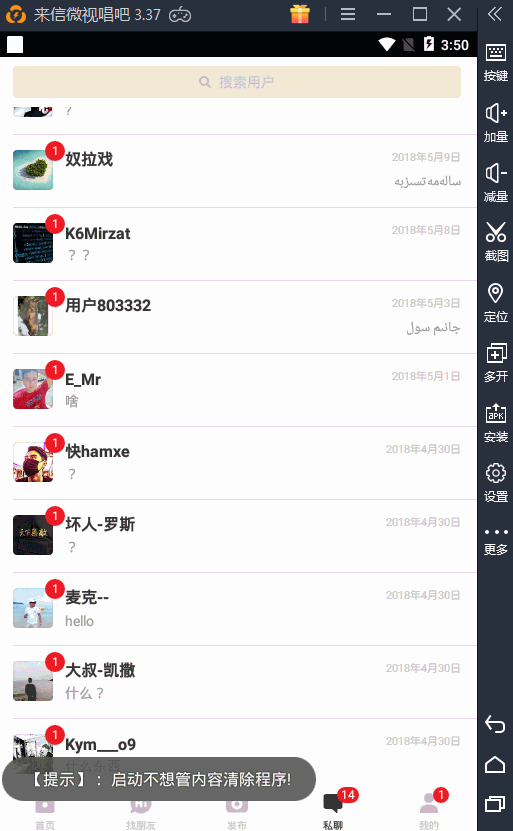 来信微视唱吧 3.37
3:50
搜索用户
?
1
奴拉戏
2018年5月9日
سالەمەتسىزبە
1
K6Mirzat
2018年5月8日
？？
1
用户803332
2018年5月3日
جانىم سول
1
E_Mr
2018年5月1日
啥
1
快hamxe
2018年4月30日
？
1
坏人-罗斯
2018年4月30日
？
1
麦克--
2018年4月30日
hello
1
大叔-凯撒
2018年4月30日
什么？
1
Kym___o9
2018年4月30日
【提示】：启动不想管内容清除程序!
首页
Hi
找朋友
发布
14
私聊
1
我的
按键
加量
减量
截图
定位
多开
APK
安装
设置
更多